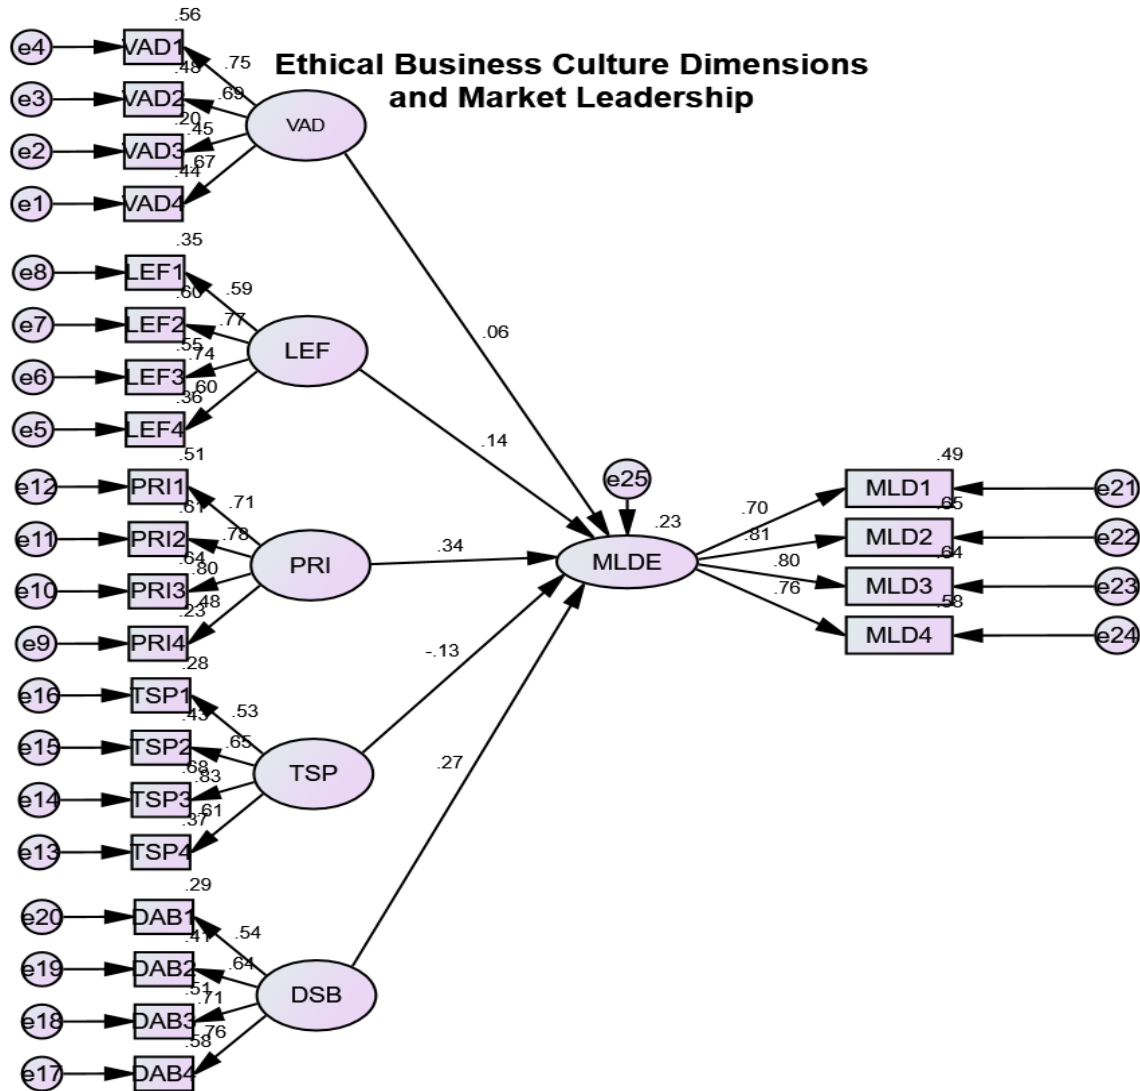 Ethical Business Culture Dimensions
and Market Leadership
.56
e4 VAD1 .75
.48
e3 VAD2 .69
.20
e2 VAD3 .45
.44
e1 VAD4 .67
VAD
.06
.35
e8 LEF1 .59
.60
e7 LEF2 .77
.55
e6 LEF3 .74
.36
e5 LEF4 .60
LEF
.14
.51
e12 PRI1 .71
.61
e11 PRI2 .78
.64
e10 PRI3 .80
.23
e9 PRI4 .48
PRI
.34
.28
e16 TSP1 .53
.43
e15 TSP2 .65
.68
e14 TSP3 .83
.37
e13 TSP4 .61
TSP
-.13
.29
e20 DAB1 .54
.41
e19 DAB2 .64
.51
e18 DAB3 .71
.58
e17 DAB4 .76
DSB
.27
e25
.23
MLDE
.49
.70 MLD1 e21
.65
.81 MLD2 e22
.64
.80 MLD3 e23
.58
.76 MLD4 e24